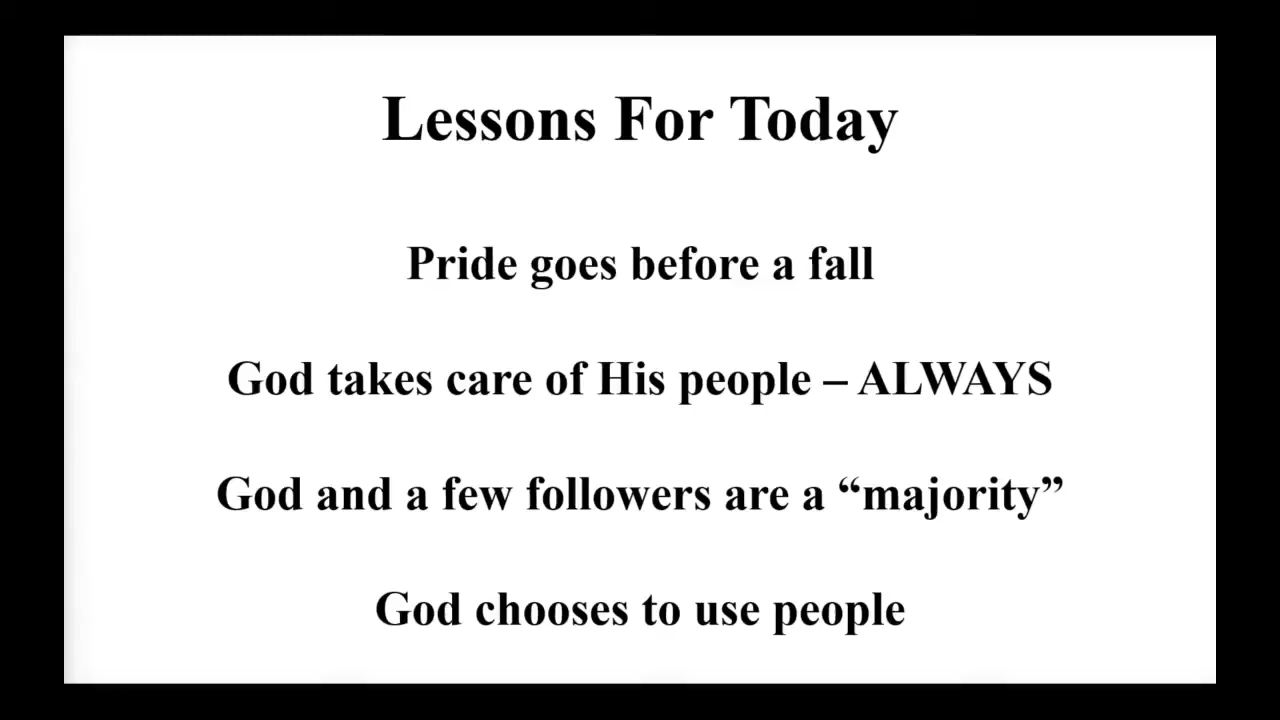 Lessons For Today
Pride goes before a fall
God takes care of His people – ALWAYS
God and a few followers are a “majority”
God chooses to use people